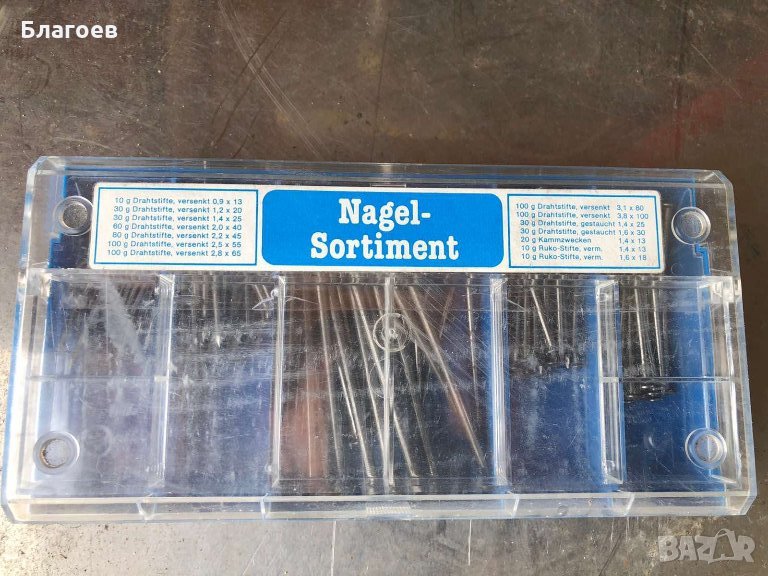 Благоев
10 g Drahtstifte, versenkt 0,9 x 13
30 g Drahtstifte, versenkt 1,2 x 20
30 g Drahtstifte, versenkt 1,4 x 25
60 g Drahtstifte, versenkt 2,0 x 40
80 g Drahtstifte, versenkt 2,2 x 45
100 g Drahtstifte, versenkt 2,5 x 55
100 g Drahtstifte, versenkt 2,8 x 65
Nagel-
Sortiment
100 g Drahtstifte, versenkt 3,1 x 80
100 g Drahtstifte, versenkt 3,8 x 100
30 g Drahtstifte, gestaucht 1,4 x 25
30 g Drahtstifte, gestaucht 1,6 x 30
20 g Kammzwecken 1,4 x 13
10 g Ruko-Stifte, verm. 1,4 x 13
10 g Ruko-Stifte, verm. 1,6 x 18
BAZAR